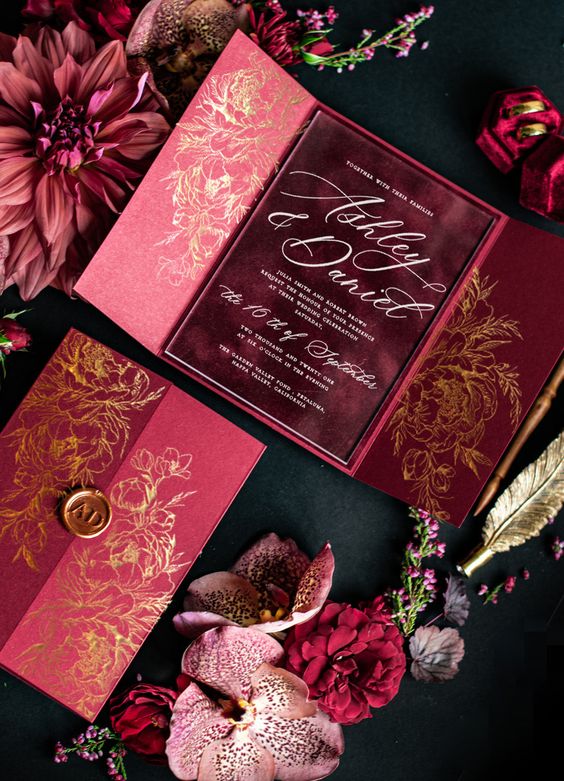 TOGETHER WITH THEIR FAMILIES
Ashley
& Daniel
JULIA SMITH AND ROBERT BROWN
REQUEST THE HONOUR OF YOUR PRESENCE
AT THEIR WEDDING CELEBRATION
SATURDAY,
the 16th of September
TWO THOUSAND AND TWENTY ONE
AT SIX O'CLOCK IN THE EVENING
THE GARDEN VALLEY POND - PETALUMA,
NAPPA VALLEY, CALIFORNIA
AD